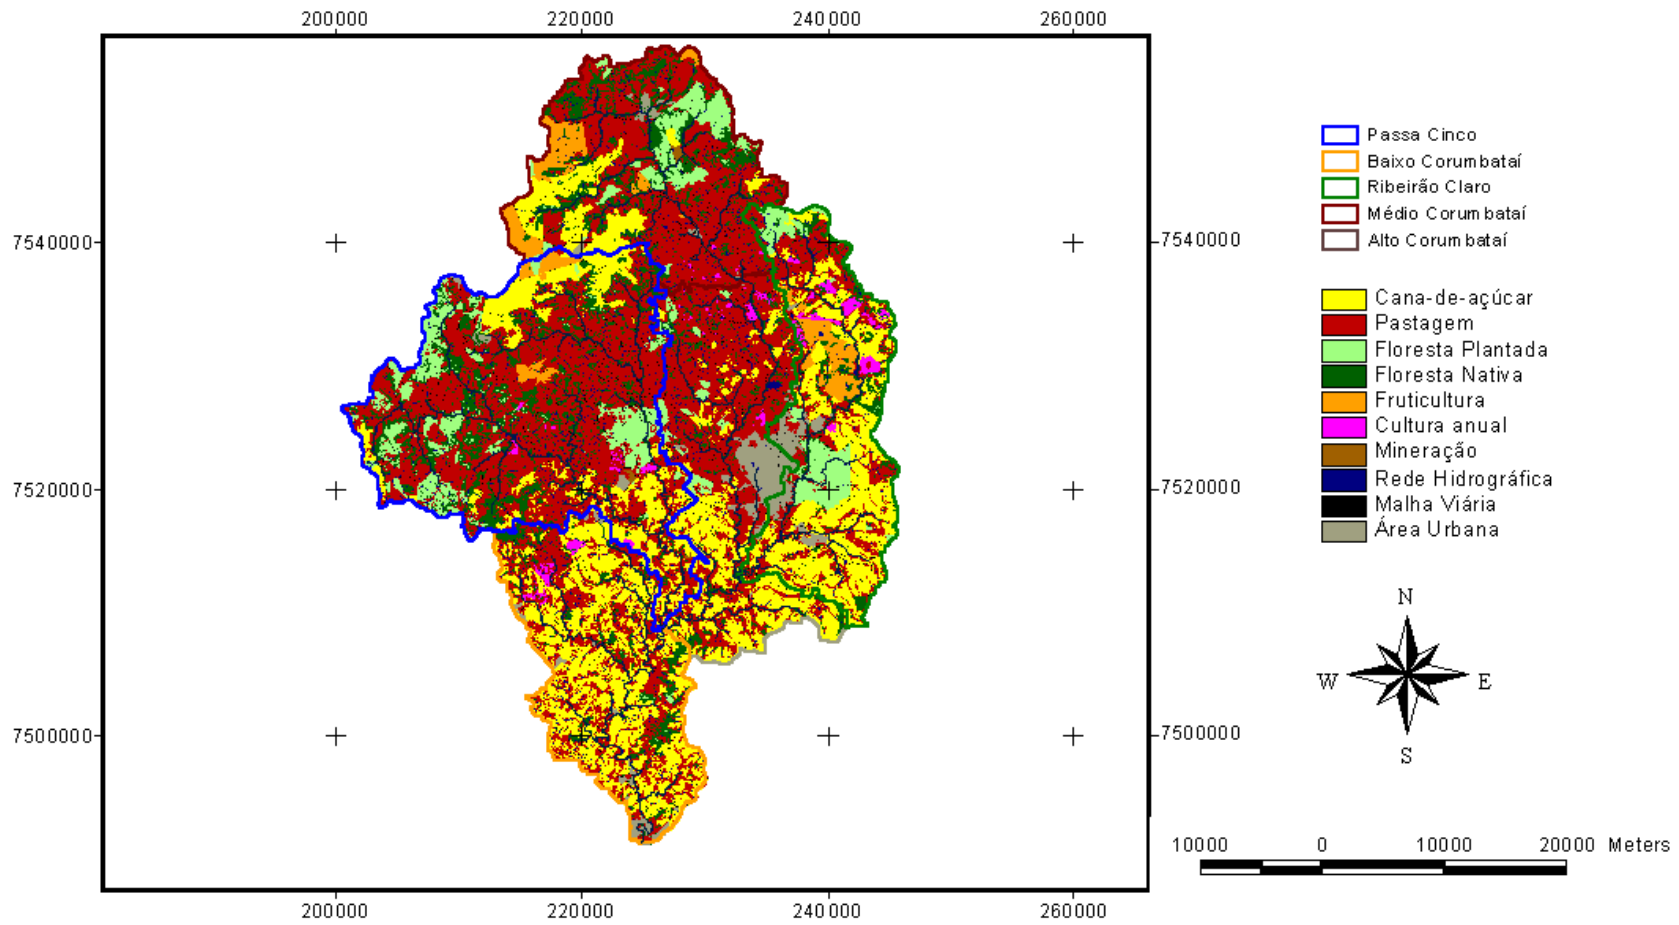 200000 220000 240000 260000
7540000
7520000
7500000
7540000
7520000
7500000
200000 220000 240000 260000
Passa Cinco
Baixo Corumbataí
Ribeirão Claro
Médio Corumbataí
Alto Corumbataí
Cana-de-açúcar
Pastagem
Floresta Plantada
Floresta Nativa
Fruticultura
Cultura anual
Mineração
Rede Hidrográfica
Malha Viária
Área Urbana
N
W E
S
10000 0 10000 20000 Meters